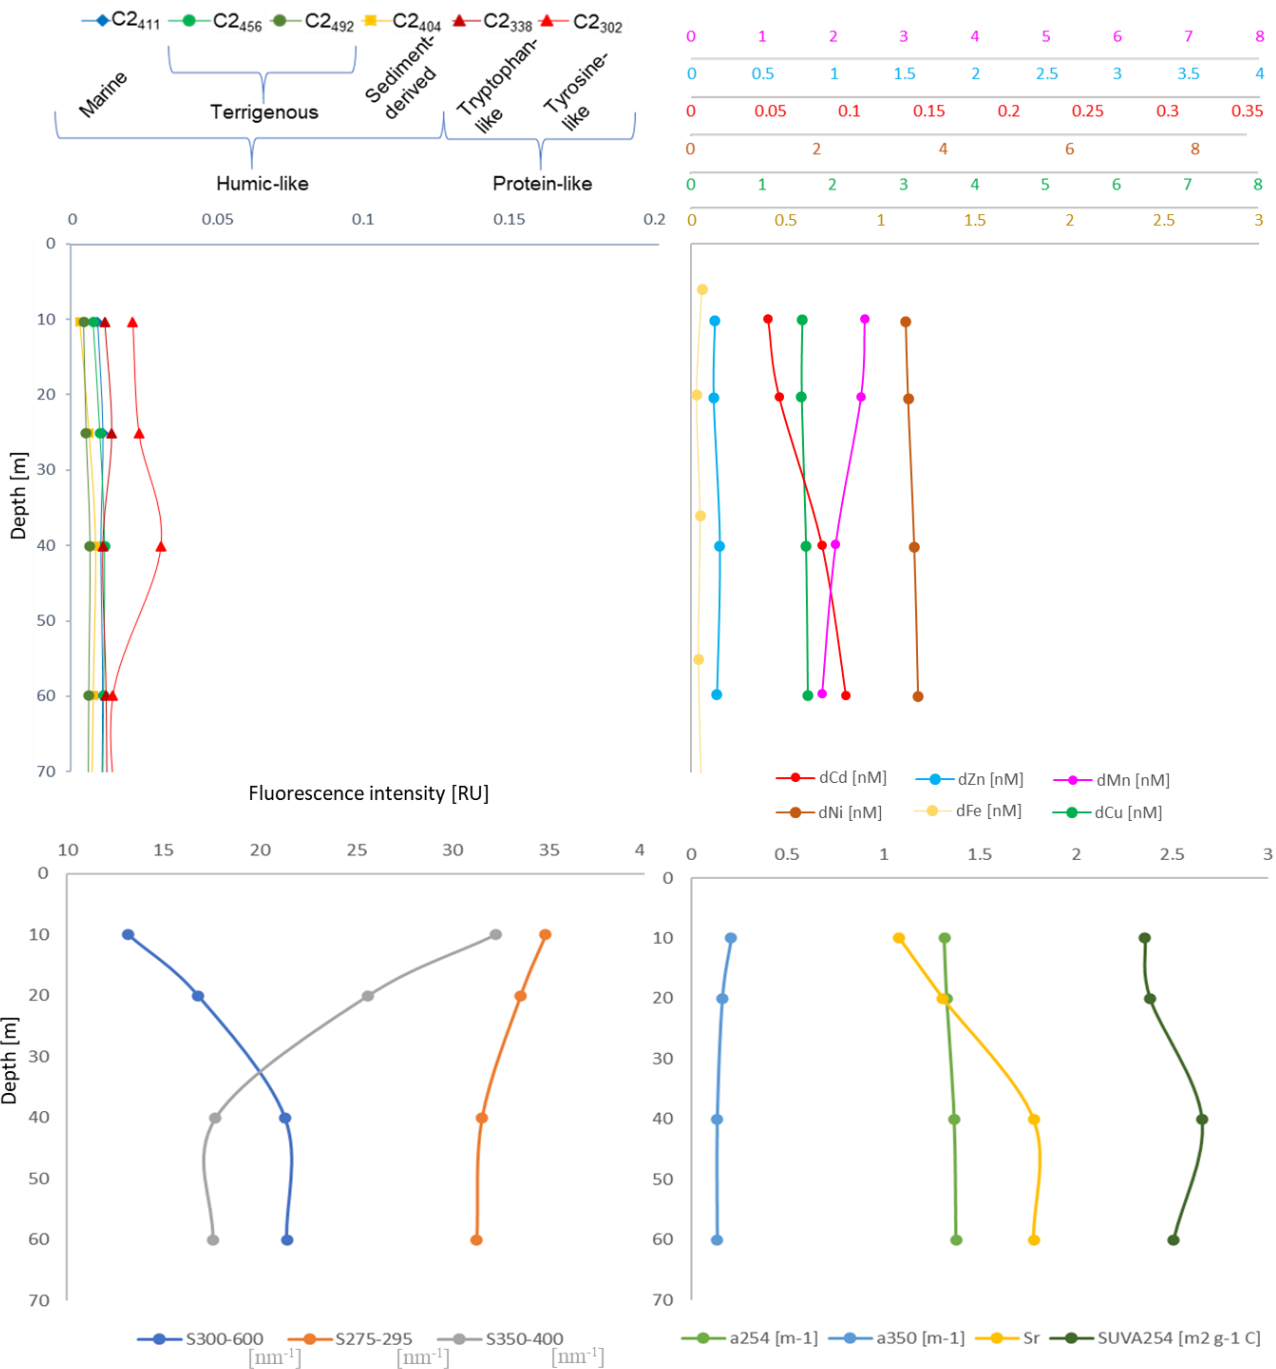 C2411 C2456 C2492 C2404 C2338 C2302
Marine
Terrigenous
Sediment-
derived
Tryptophan-
like
Tyrosine-
like
Humic-like
Protein-like
0 0.05 0.1 0.15 0.2
0
10
20
30
40
50
60
70
Depth [m]
Fluorescence intensity [RU]
0 1 2 3 4 5 6 7 8
0 0.5 1 1.5 2 2.5 3 3.5 4
0 0.05 0.1 0.15 0.2 0.25 0.3 0.35
0 2 4 6 8
0 1 2 3 4 5 6 7 8
0 0.5 1 1.5 2 2.5 3
dCd [nM] dZn [nM] dMn [nM]
dNi [nM] dFe [nM] dCu [nM]
10 15 20 25 30 35 4
0
10
20
30
40
50
60
70
Depth [m]
S300-600 S275-295 S350-400
[nm-1] [nm-1] [nm-1]
0 0.5 1 1.5 2 2.5 3
0
10
20
30
40
50
60
70
a254 [m-1] a350 [m-1] Sr SUVA254 [m2 g-1 C]